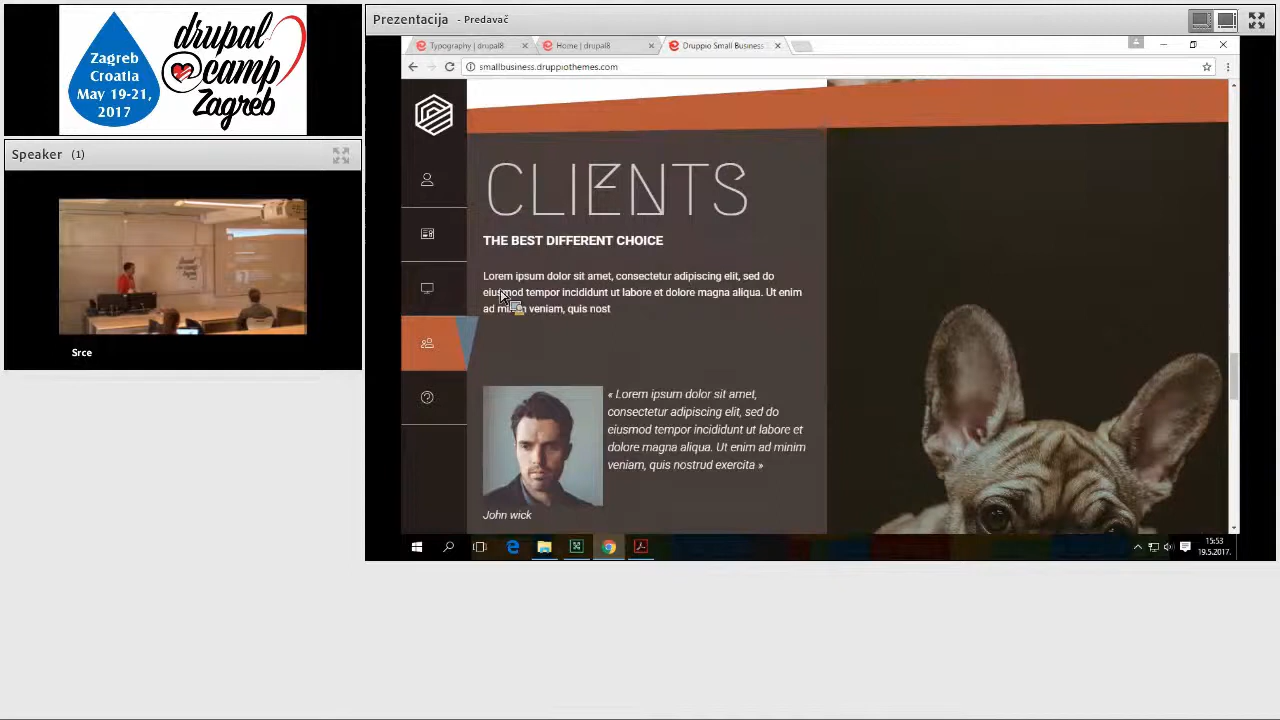 Zagreb
Croatia
May 19-21,
2017
drupal
camp
Zagreb
Speaker (1)
Srce
Prezentacija - Predavač
Typography | drupal8
Home | drupal8
Druppio Small Business
smallbusiness.druppiothemes.com
CLIENTS
THE BEST DIFFERENT CHOICE
Lorem ipsum dolor sit amet, consectetur adipiscing elit, sed do
eiusmod tempor incididunt ut labore et dolore magna aliqua. Ut enim
ad minim veniam, quis nost
« Lorem ipsum dolor sit amet,
consectetur adipiscing elit, sed do
eiusmod tempor incididunt ut labore et
dolore magna aliqua. Ut enim ad minim
veniam, quis nostrud exercita »
John wick
15:53
19.5.2017.